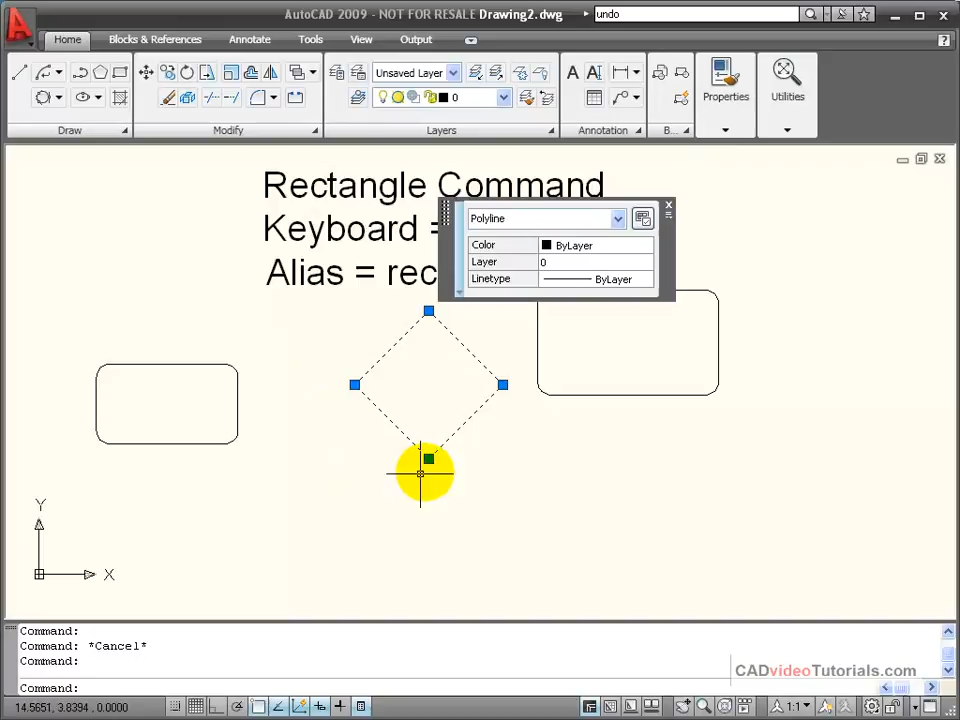 AutoCAD 2009 - NOT FOR RESALE Drawing2.dwg
undo
Home Blocks & References Annotate Tools View Output
Unsaved Layer
0
Properties
Utilities
Draw Modify Layers Annotation B...
Rectangle Command
Keyboard =
Alias = rec
Polyline
Color ByLayer
Layer 0
Linetype ByLayer
Y
X
Command:
Command: *Cancel*
Command:
Command:
CADvideoTutorials.com
14.5651, 3.8394 , 0.0000
1:1